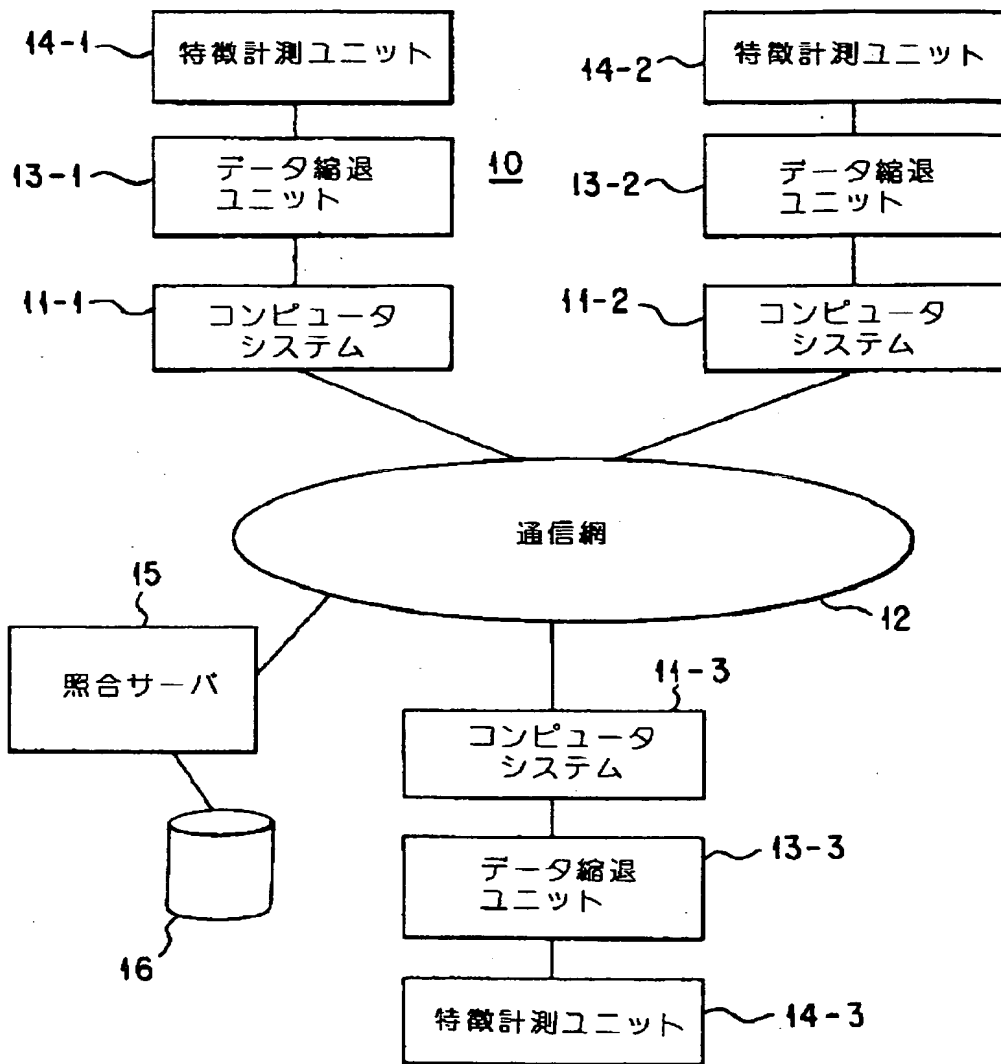 14-1
特徴計測ユニット
14-2
特徴計測ユニット
13-1
データ縮退
ユニット
10
13-2
データ縮退
ユニット
11-1
コンピュータ
システム
11-2
コンピュータ
システム
通信網
12
15
照合サーバ
16
11-3
コンピュータ
システム
13-3
データ縮退
ユニット
14-3
特徴計測ユニット